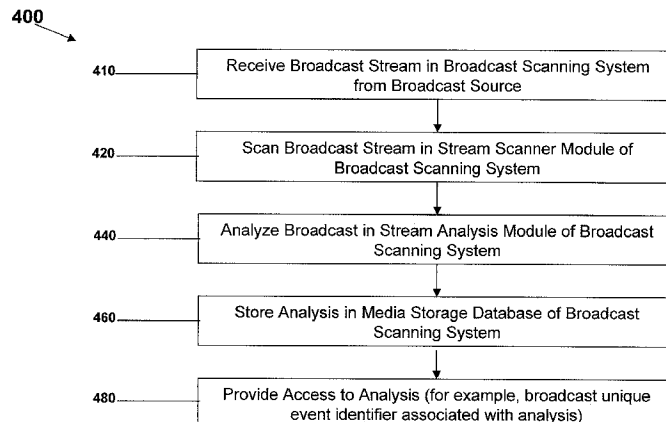 400
410
Receive Broadcast Stream in Broadcast Scanning System
from Broadcast Source
420
Scan Broadcast Stream in Stream Scanner Module of
Broadcast Scanning System
440
Analyze Broadcast in Stream Analysis Module of Broadcast
Scanning System
460
Store Analysis in Media Storage Database of Broadcast
Scanning System
480
Provide Access to Analysis (for example, broadcast unique
event identifier associated with analysis)